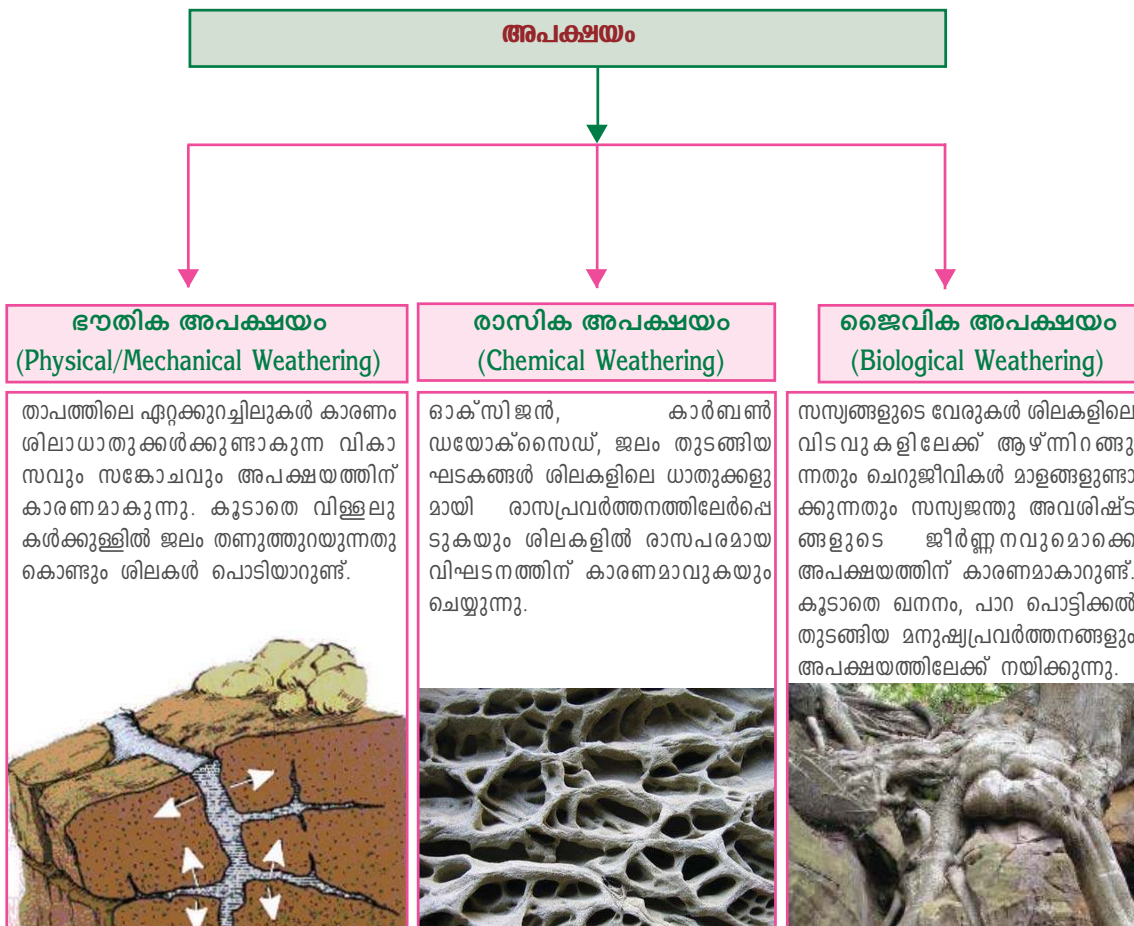 അപക്ഷയം
ഭൗതിക അപക്ഷയം
(Physical/Mechanical Weathering)
താപത്തിലെ ഏറ്റക്കുറച്ചിലുകൾ കാരണം
ശിലാധാതുക്കൾക്കുണ്ടാകുന്ന വികാ
സവും സങ്കോചവും അപക്ഷയത്തിന്
കാരണമാകുന്നു. കൂടാതെ വിള്ളലു
കൾക്കുള്ളിൽ ജലം തണുത്തുറയുന്നതു
കൊണ്ടും ശിലകൾ പൊടിയാറുണ്ട്.
രാസിക അപക്ഷയം
(Chemical Weathering)
ഓക്സിജൻ, കാർബൺ
ഡയോക്സൈഡ്, ജലം തുടങ്ങിയ
ഘടകങ്ങൾ ശിലകളിലെ ധാതുക്കളു
മായി രാസപ്രവർത്തനത്തിലേർപ്പെ
ടുകയും ശിലകളിൽ രാസപരമായ
വിഘടനത്തിന് കാരണമാവുകയും
ചെയ്യുന്നു.
ജൈവിക അപക്ഷയം
(Biological Weathering)
സസ്യങ്ങളുടെ വേരുകൾ ശിലകളിലെ
വിടവുകളിലേക്ക് ആഴ്ന്നിറങ്ങു
ന്നതും ചെറുജീവികൾ മാളങ്ങളുണ്ടാ
ക്കുന്നതും സസ്യജന്തു അവശിഷ്ട
ങ്ങളുടെ ജീർണ്ണനവുമൊക്കെ
അപക്ഷയത്തിന് കാരണമാകാറുണ്ട്.
കൂടാതെ ഖനനം, പാറ പൊട്ടിക്കൽ
തുടങ്ങിയ മനുഷ്യപ്രവർത്തനങ്ങളും
അപക്ഷയത്തിലേക്ക് നയിക്കുന്നു.